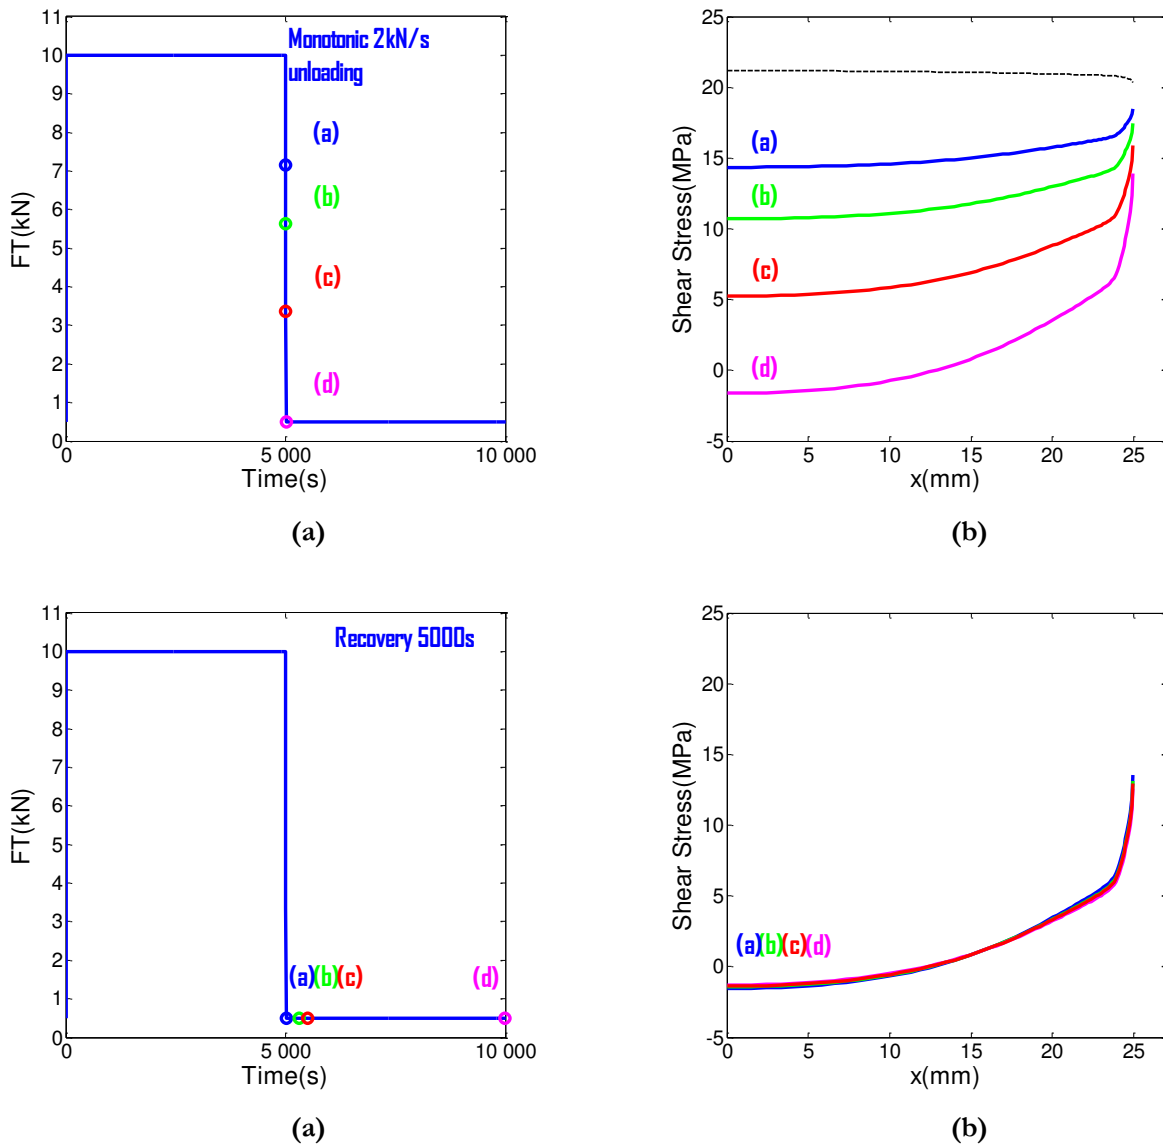 11
10
9
8
7
6
5
4
3
2
1
0
FT(kN)
Monotonic 2kN/s
unloading
(a)
(b)
(c)
(d)
0
5 000
10 000
Time(s)
(a)
25
20
15
10
5
0
-5
Shear Stress(MPa)
(a)
(b)
(c)
(d)
0
5
10
15
20
25
x(mm)
(b)
11
10
9
8
7
6
5
4
3
2
1
0
FT(kN)
Recovery 5000s
(a)(b)(c)
(d)
0
5 000
10 000
Time(s)
(a)
25
20
15
10
5
0
-5
Shear Stress(MPa)
(a)(b)(c)(d)
0
5
10
15
20
25
x(mm)
(b)